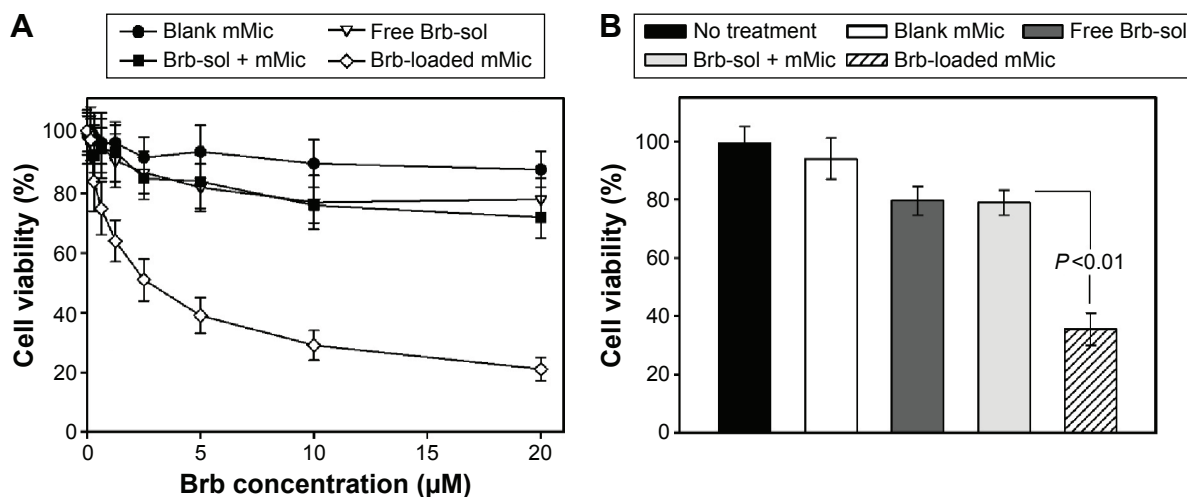 A
Blank mMic Free Brb-sol
Brb-sol + mMic Brb-loaded mMic
100
80
60
40
20
0
Cell viability (%)
0 5 10 15 20
Brb concentration (µM)
B
No treatment Blank mMic Free Brb-sol
Brb-sol + mMic Brb-loaded mMic
100
80
60
40
20
0
Cell viability (%)
P<0.01